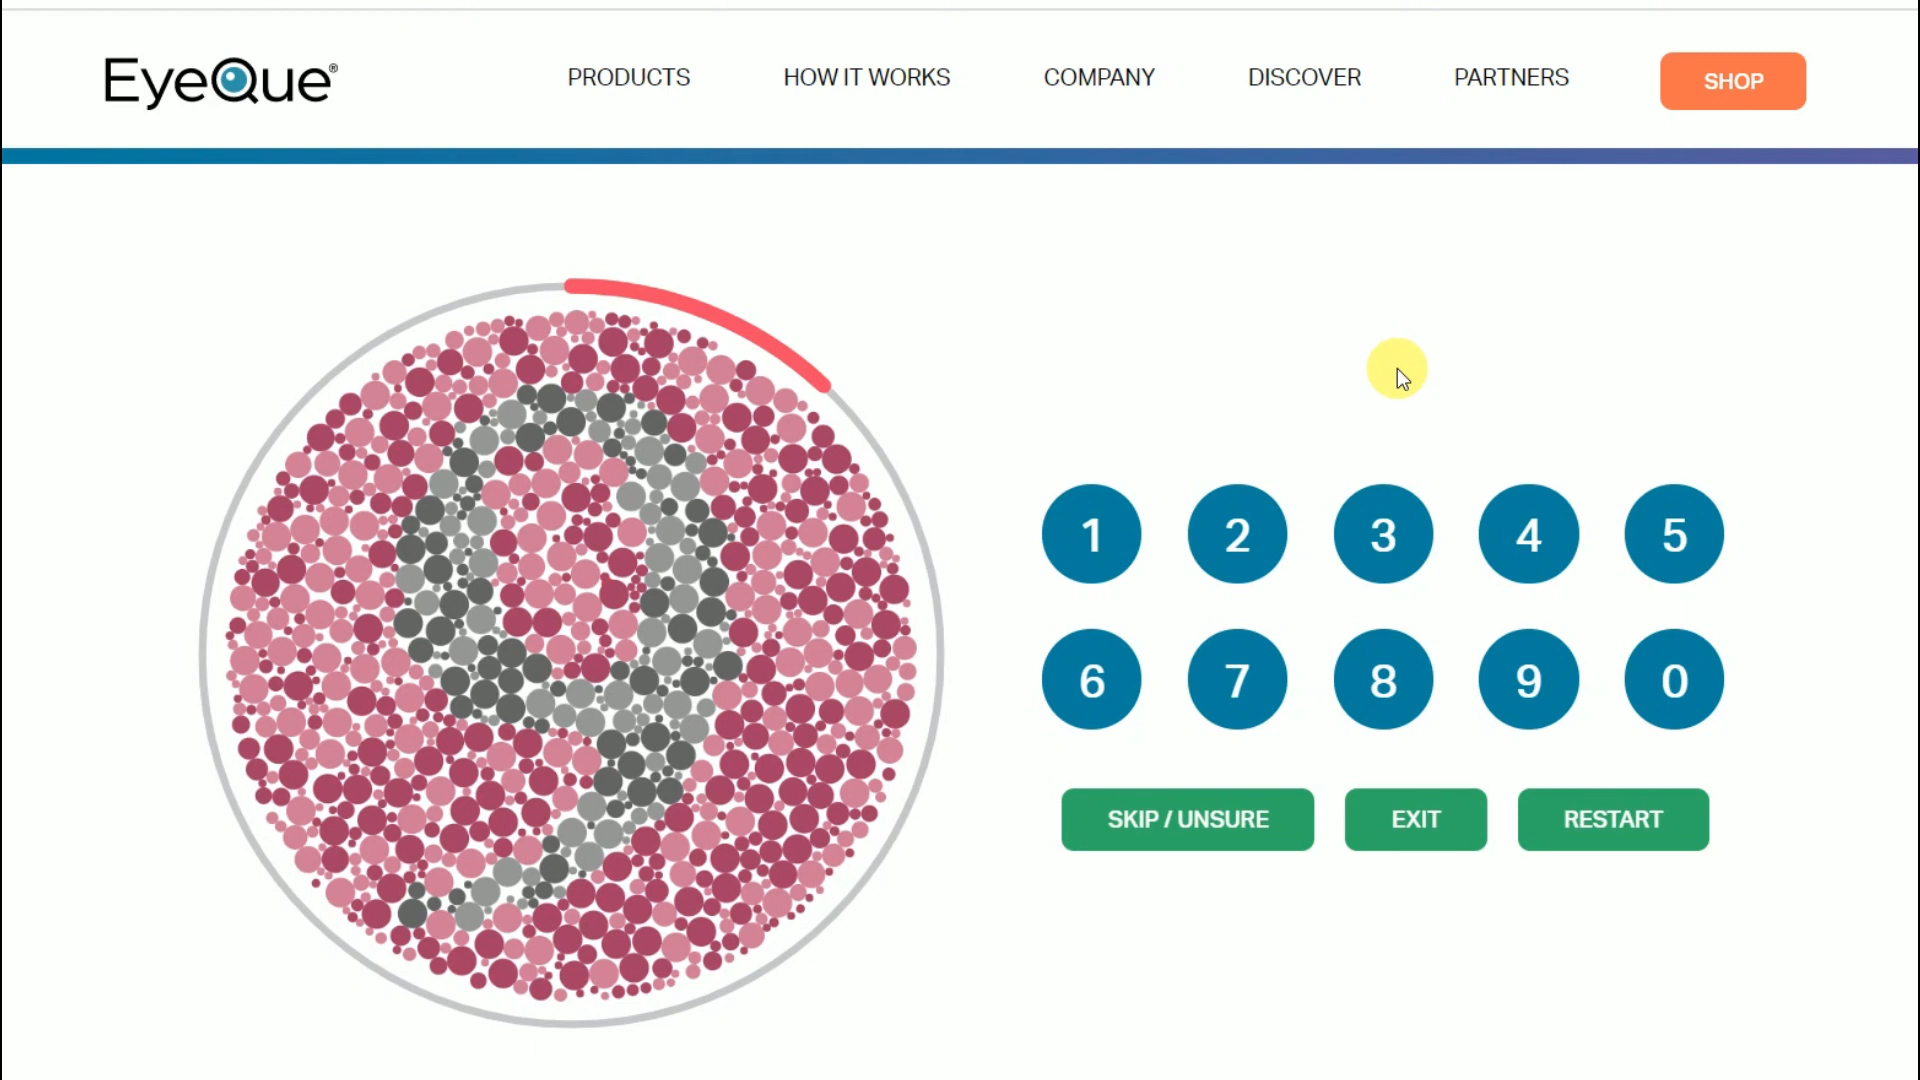 EyeQue®
PRODUCTS HOW IT WORKS COMPANY DISCOVER PARTNERS SHOP
9
1 2 3 4 5
6 7 8 9 0
SKIP / UNSURE EXIT RESTART